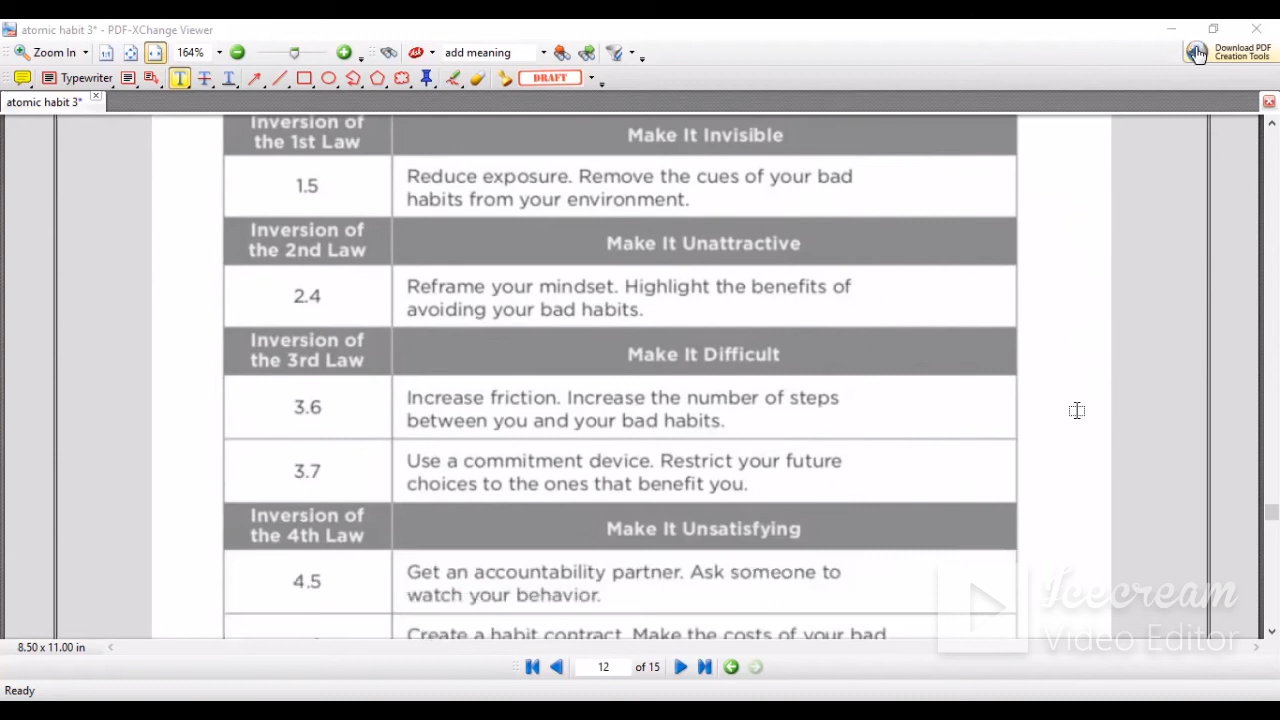 atomic habit 3* - PDF-XChange Viewer
Zoom In
164%
add meaning
Download PDF
Creation Tools
Typewriter
DRAFT
atomic habit 3*
Inversion of
the 1st Law
Make It Invisible
1.5
Reduce exposure. Remove the cues of your bad
habits from your environment.
Inversion of
the 2nd Law
Make It Unattractive
2.4
Reframe your mindset. Highlight the benefits of
avoiding your bad habits.
Inversion of
the 3rd Law
Make It Difficult
3.6
Increase friction. Increase the number of steps
between you and your bad habits.
3.7
Use a commitment device. Restrict your future
choices to the ones that benefit you.
Inversion of
the 4th Law
Make It Unsatisfying
4.5
Get an accountability partner. Ask someone to
watch your behavior.
Create a habit contract. Make the costs of your bad
Icecream
Video Editor
8.50 x 11.00 in
12
of 15
Ready